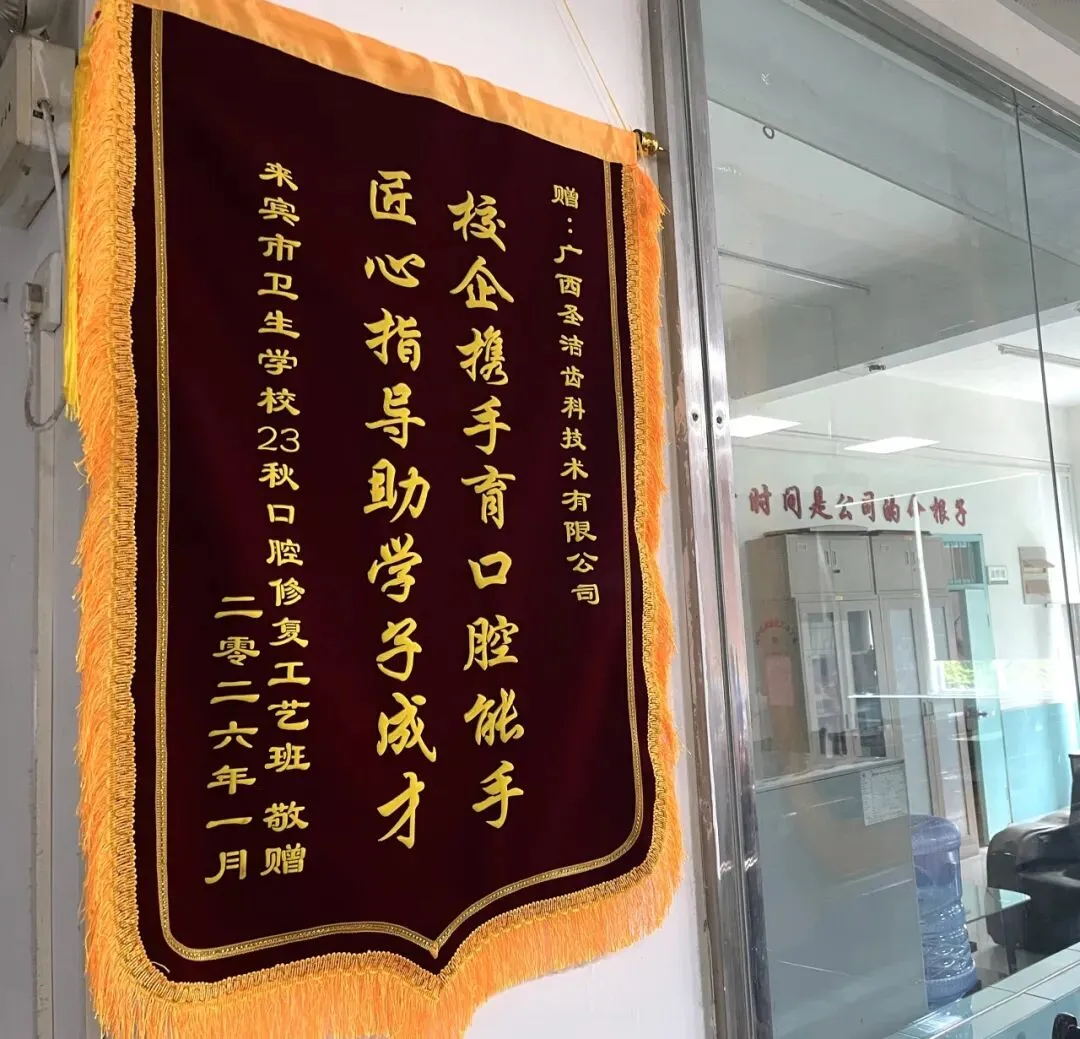 赠：广西圣洁齿科技术有限公司
校企携手育口腔能手
匠心指导助学子成才
来宾市卫生学校23秋口腔修复工艺班 敬赠
二零二六年一月
时间是公司的命根子